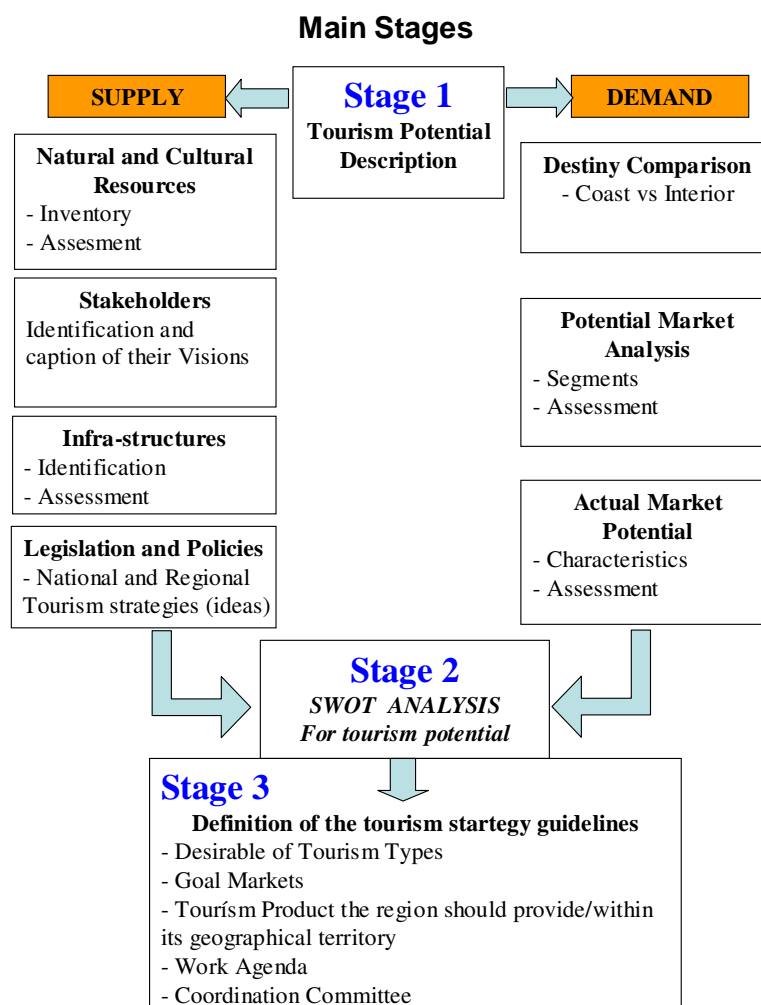 Main Stages
SUPPLY
Stage 1
Tourism Potential
Description
DEMAND
Natural and Cultural
Resources
- Inventory
- Assesment
Stakeholders
Identification and
caption of their Visions
Infra-structures
- Identification
- Assessment
Legislation and Policies
- National and Regional
Tourism strategies (ideas)
Destiny Comparison
- Coast vs Interior
Potential Market
Analysis
- Segments
- Assessment
Actual Market
Potential
- Characteristics
- Assessment
Stage 2
SWOT ANALYSIS
For tourism potential
Stage 3
Definition of the tourism startegy guidelines
- Desirable of Tourism Types
- Goal Markets
- Tourísm Product the region should provide/within
its geographical territory
- Work Agenda
- Coordination Committee